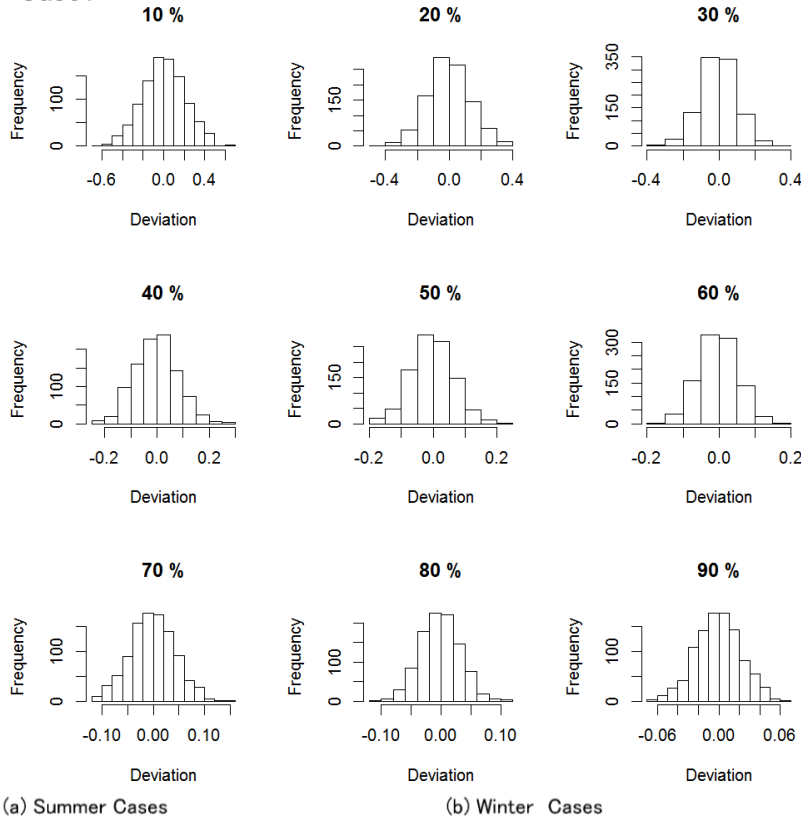 10 %
Frequency
0 100
-0.6 0.0 0.4
Deviation
20 %
Frequency
0 150
-0.4 0.0 0.4
Deviation
30 %
Frequency
0 150 350
-0.4 0.0 0.4
Deviation
40 %
Frequency
0 100
-0.2 0.0 0.2
Deviation
50 %
Frequency
0 150
-0.2 0.0 0.2
Deviation
60 %
Frequency
0 150 300
-0.2 0.0 0.2
Deviation
70 %
Frequency
0 100
-0.10 0.00 0.10
Deviation
80 %
Frequency
0 100
-0.10 0.00 0.10
Deviation
90 %
Frequency
0 100
-0.06 0.00 0.06
Deviation
(a) Summer Cases
(b) Winter Cases